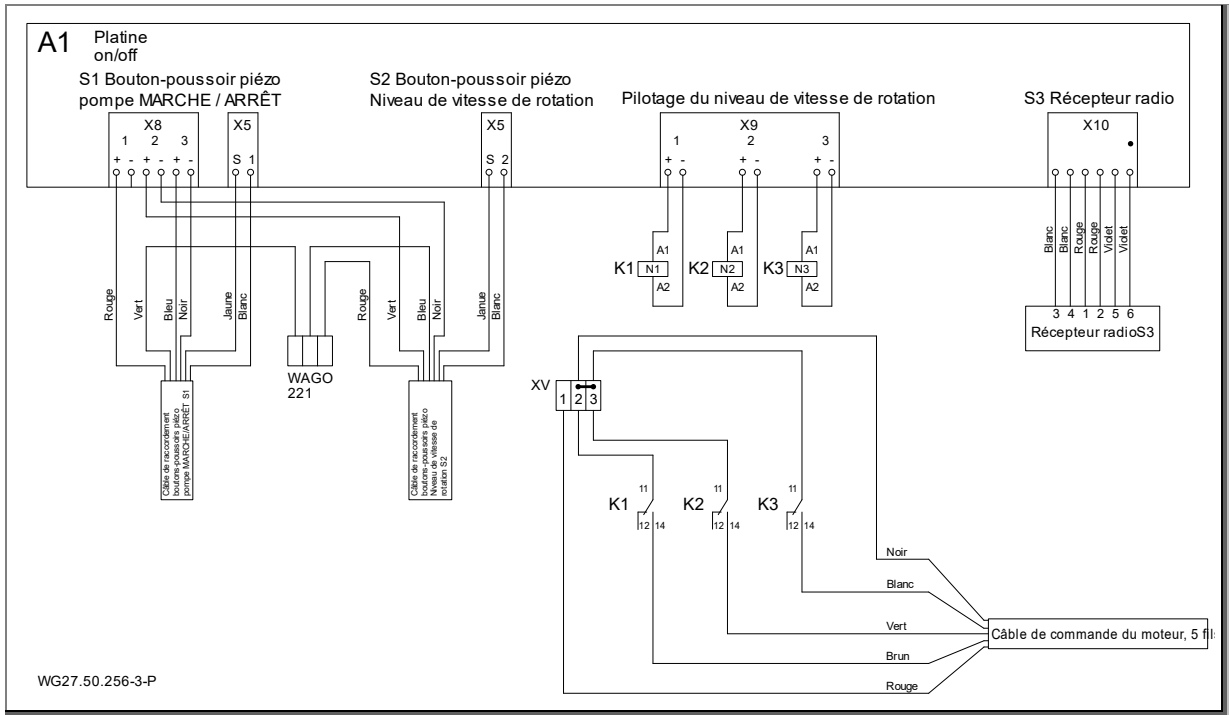 A1 Platine
on/off
S1 Bouton-poussoir piézo
pompe MARCHE / ARRÊT
S2 Bouton-poussoir piézo
Niveau de vitesse de rotation
Pilotage du niveau de vitesse de rotation
S3 Récepteur radio
X8
1 2 3
+ - + - + -
X5
S 1
X5
S 2
X9
1 2 3
+ - + - + -
X10
Rouge
Vert
Bleu
Noir
Jaune
Blanc
Rouge
Vert
Bleu
Noir
Janue
Blanc
A1
K1 N1
A2
A1
K2 N2
A2
A1
K3 N3
A2
Blanc
Blanc
Rouge
Rouge
Violet
Violet
3 4 1 2 5 6
Récepteur radioS3
WAGO
221
Câble de raccordement
boutons-poussoirs piézo
pompe MARCHE/ARRÊT S1
Câble de raccordement
boutons-poussoirs piézo
Niveau de vitesse de
rotation S2
XV
1 2 3
11
K1
12 14
11
K2
12 14
11
K3
12 14
Noir
Blanc
Vert
Brun
Rouge
Câble de commande du moteur, 5 fils
WG27.50.256-3-P